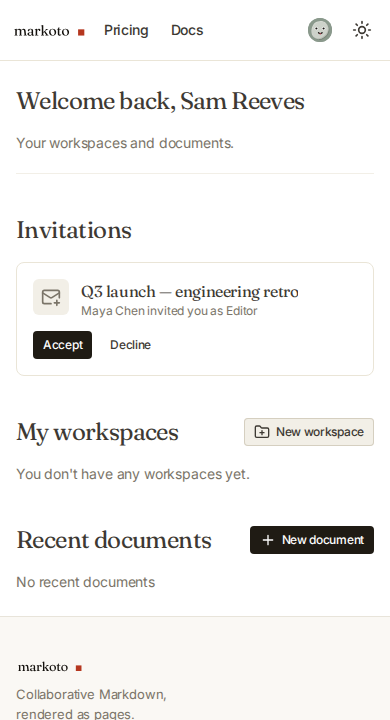 markoto Pricing Docs
Welcome back, Sam Reeves
Your workspaces and documents.
Invitations
Q3 launch — engineering retro
Maya Chen invited you as Editor
Accept Decline
My workspaces New workspace
You don't have any workspaces yet.
Recent documents New document
No recent documents
markoto
Collaborative Markdown,
rendered as pages.